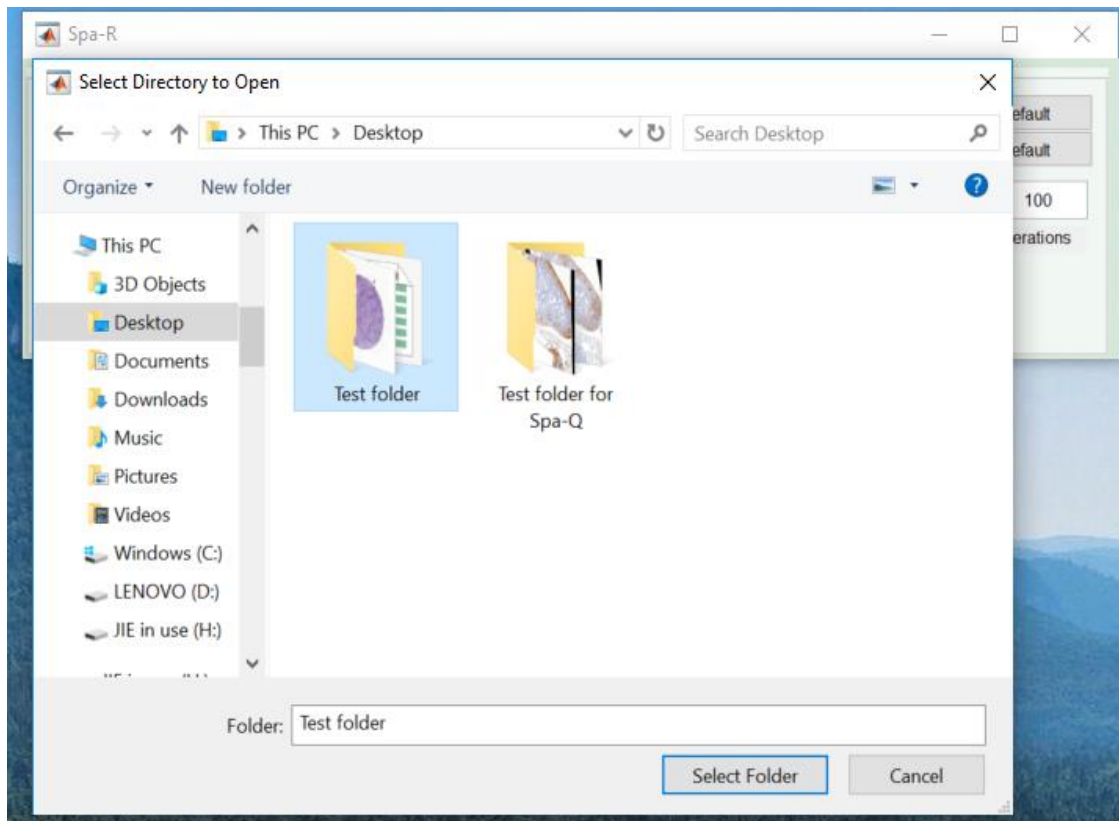 Spa-R
Select Directory to Open
This PC > Desktop
Search Desktop
efault
efault
Organize
New folder
?
100
erations
This PC
3D Objects
Desktop
Documents
Downloads
Music
Pictures
Videos
Windows (C:)
LENOVO (D:)
JIE in use (H:)
Test folder
Test folder for
Spa-Q
Folder: Test folder
Select Folder
Cancel